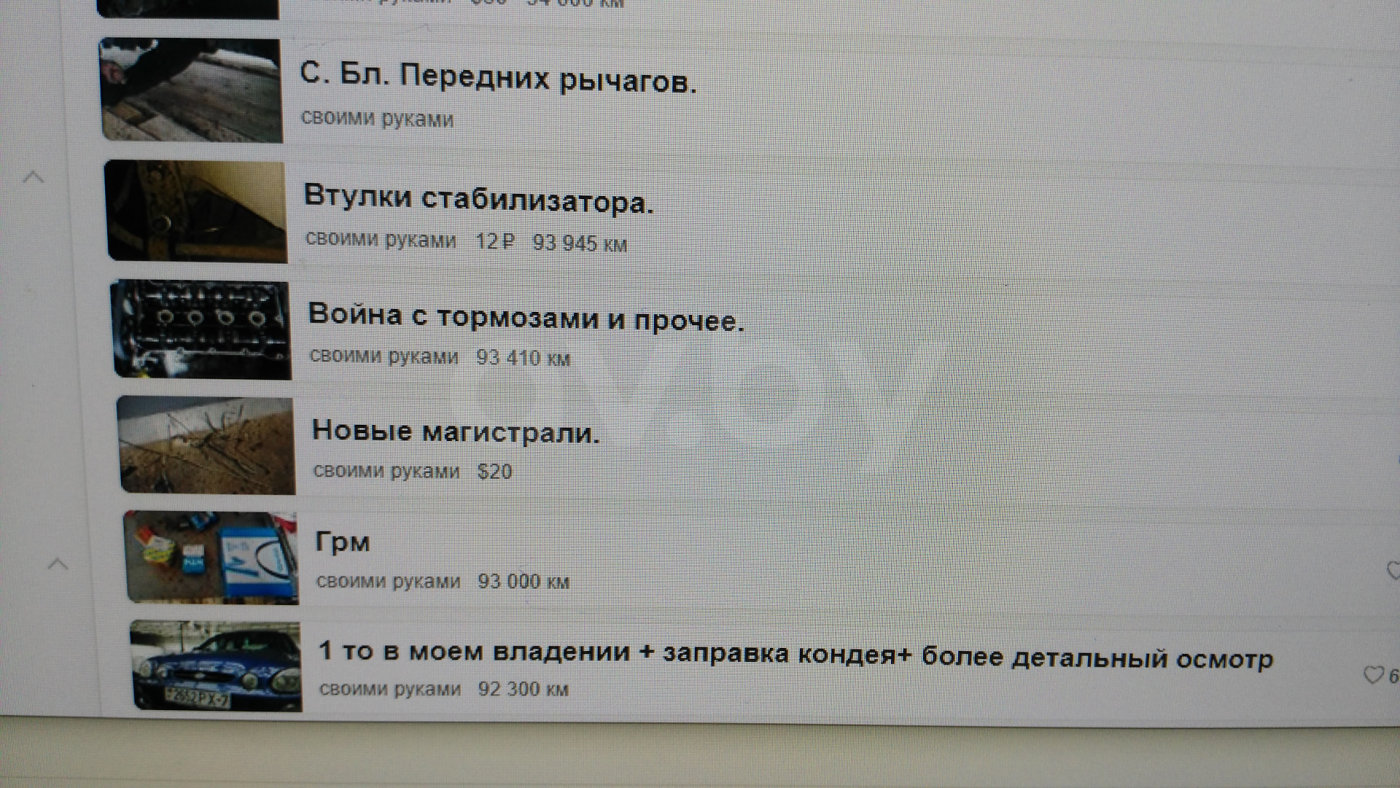 С. Бл. Передних рычагов.
своими руками
Втулки стабилизатора.
своими руками 12 ₽ 93 945 км
Война с тормозами и прочее.
своими руками 93 410 км
av.by
Новые магистрали.
своими руками $20
Грм
своими руками 93 000 км
1 то в моем владении + заправка кондея+ более детальный осмотр
своими руками 92 300 км
6